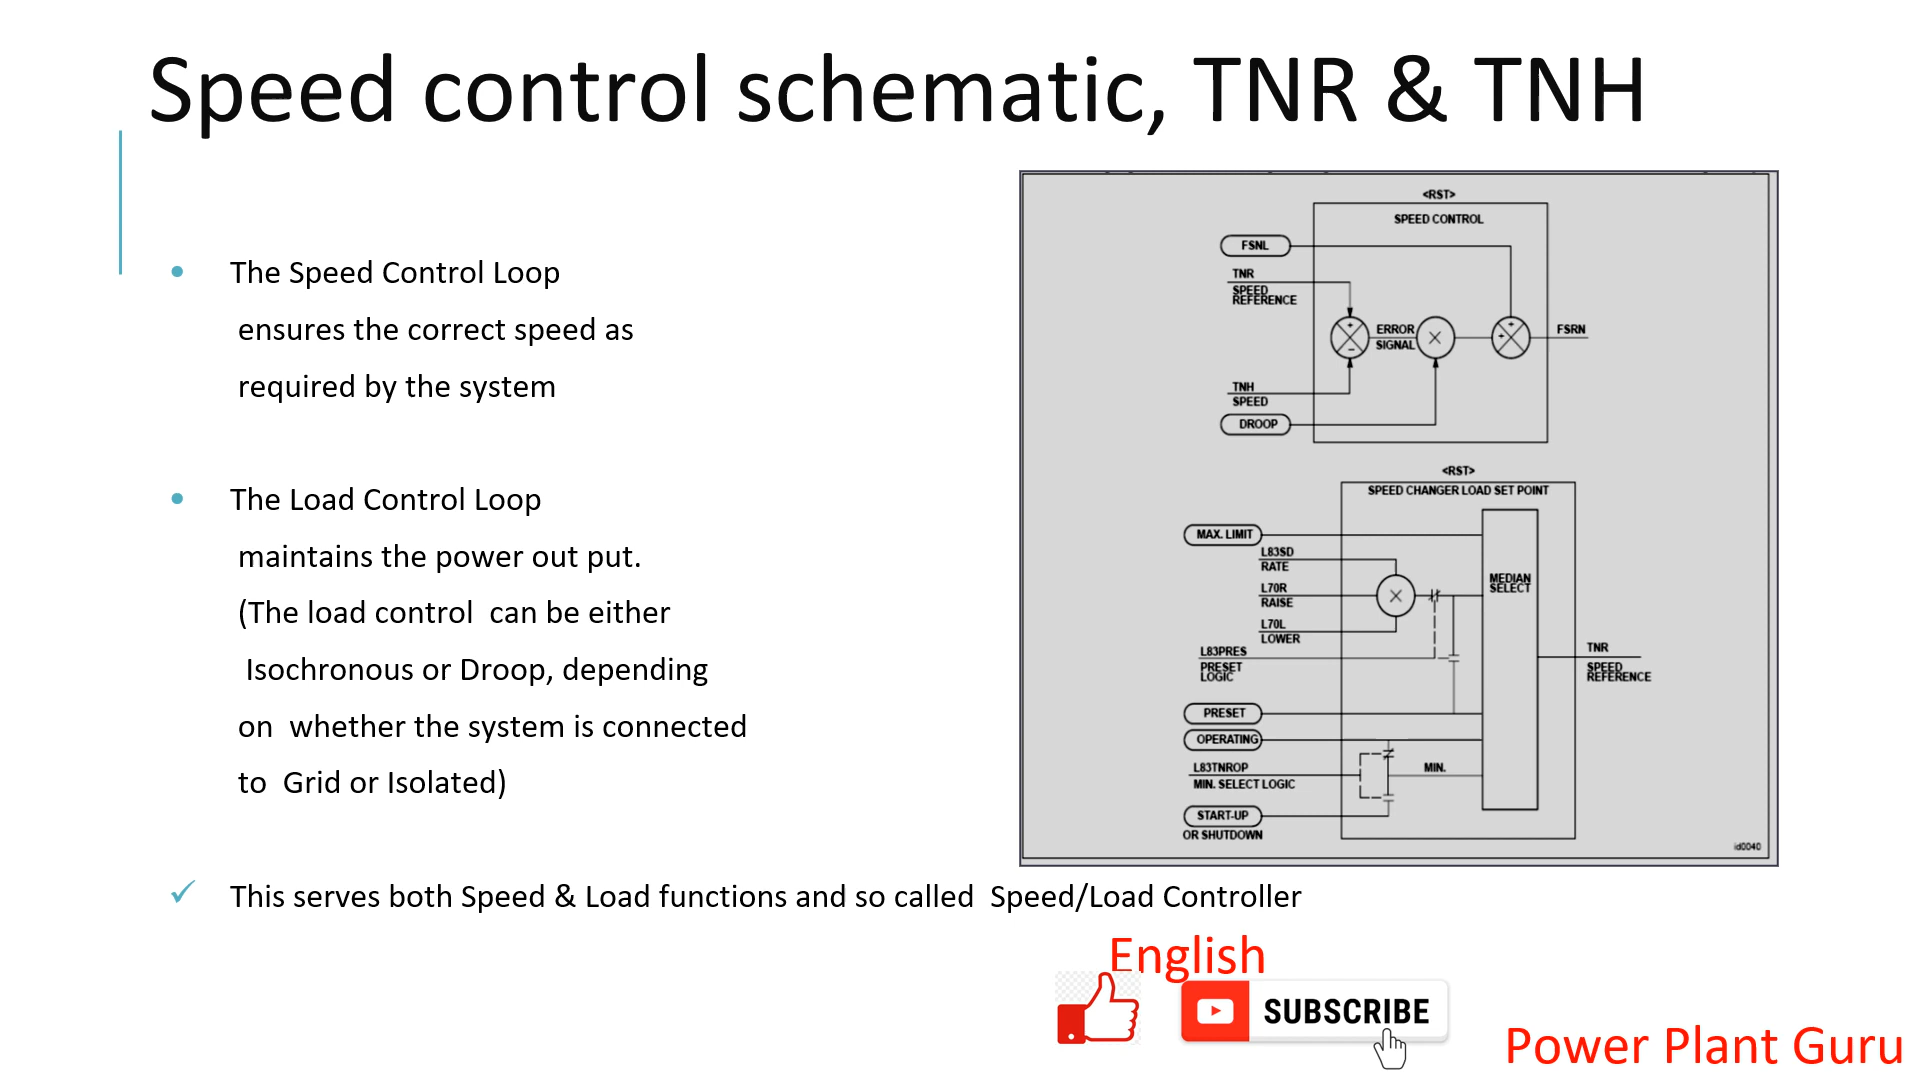 Speed control schematic, TNR & TNH
• The Speed Control Loop
ensures the correct speed as
required by the system
• The Load Control Loop
maintains the power out put.
(The load control  can be either
Isochronous or Droop, depending
on  whether the system is connected
to  Grid or Isolated)
✓ This serves both Speed & Load functions and so called  Speed/Load Controller
<RST>
SPEED CONTROL
FSNL
TNR
SPEED
REFERENCE
ERROR
SIGNAL
FSRN
TNH
SPEED
DROOP
<RST>
SPEED CHANGER LOAD SET POINT
MAX. LIMIT
L83SD
RATE
L70R
RAISE
L70L
LOWER
L83PRES
PRESET
LOGIC
MEDIAN
SELECT
TNR
SPEED
REFERENCE
PRESET
OPERATING
L83TNROP
MIN. SELECT LOGIC
MIN.
START-UP
OR SHUTDOWN
id0040
English
SUBSCRIBE
Power Plant Guru